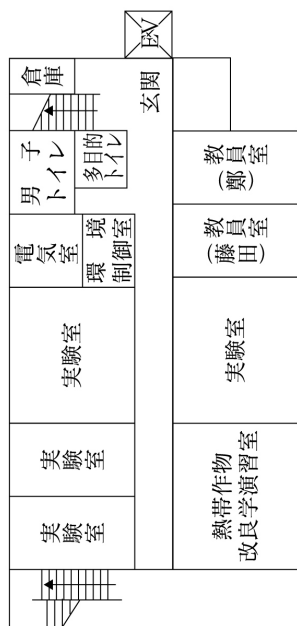 EV
倉庫
玄関
男子
トイレ
多目的
トイレ
教員室
(鄭)
電気室
環境
制御室
教員室
(藤田)
実験室
実験室
実験室
実験室
熱帯作物
改良学演習室